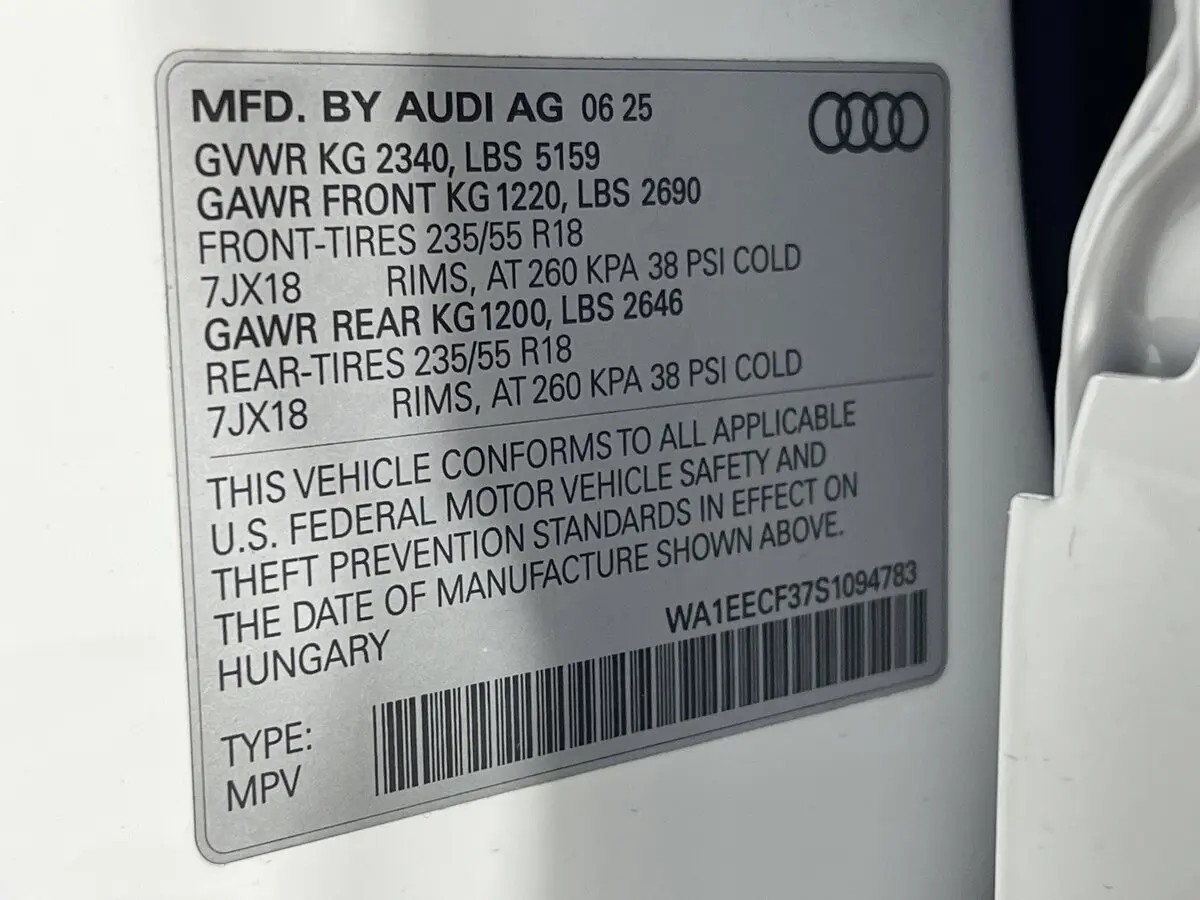 MFD. BY AUDI AG 06 25
GVWR KG 2340, LBS 5159
GAWR FRONT KG 1220, LBS 2690
FRONT-TIRES 235/55 R18
7JX18 RIMS, AT 260 KPA 38 PSI COLD
GAWR REAR KG 1200, LBS 2646
REAR-TIRES 235/55 R18
7JX18 RIMS, AT 260 KPA 38 PSI COLD
THIS VEHICLE CONFORMS TO ALL APPLICABLE
U.S. FEDERAL MOTOR VEHICLE SAFETY AND
THEFT PREVENTION STANDARDS IN EFFECT ON
THE DATE OF MANUFACTURE SHOWN ABOVE.
HUNGARY
WA1EECF37S1094783
TYPE:
MPV